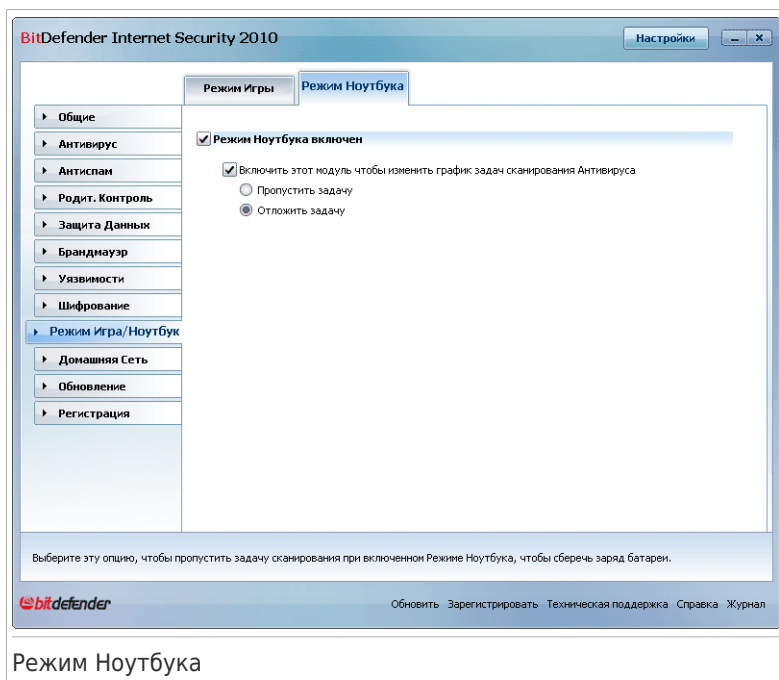 BitDefender Internet Security 2010
Настройки
Режим Игры
Режим Ноутбука
Общие
Антивирус
Антиспам
Родит. Контроль
Защита Данных
Брандмауэр
Уязвимости
Шифрование
Режим Игра/Ноутбук
Домашняя Сеть
Обновление
Регистрация
Режим Ноутбука включен
Включить этот модуль чтобы изменить график задач сканирования Антивируса
Пропустить задачу
Отложить задачу
Выберите эту опцию, чтобы пропустить задачу сканирования при включенном Режиме Ноутбука, чтобы сберечь заряд батареи.
bitdefender
Обновить Зарегистрировать Техническая поддержка Справка Журнал
Режим Ноутбука